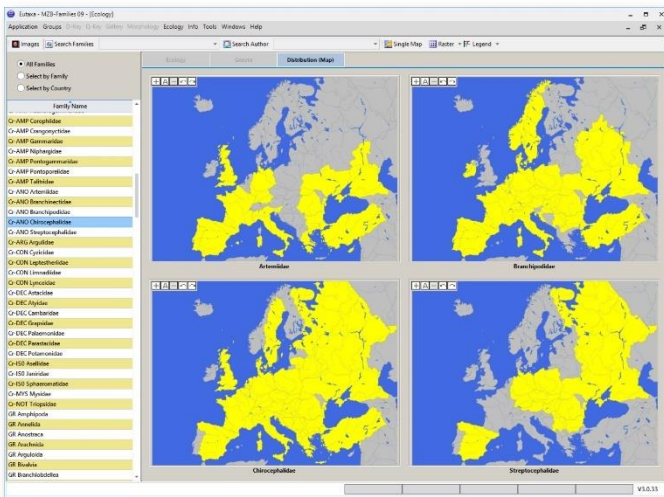 Eutaxa - MZB-Families 09 - [Ecology]
Application Groups D-Key Q-Key Gallery Morphology Ecology Info Tools Windows Help
Images Search Families Search Author Single Map Raster Legend
All Families
Select by Family
Select by Country
Ecology Distribution (Map)
Family Name
Cr-AMP Corophiidae
Cr-AMP Crangonyctidae
Cr-AMP Gammaridae
Cr-AMP Niphargidae
Cr-AMP Pontogammaridae
Cr-AMP Pontoporeiidae
Cr-AMP Talitridae
Cr-ANO Artemiidae
Cr-ANO Branchinectidae
Cr-ANO Branchipodidae
Cr-ANO Chirocephalidae
Cr-ANO Streptocephalidae
Cr-ARG Argulidae
Cr-CON Cyzicidae
Cr-CON Leptestheriidae
Cr-CON Limnadiidae
Cr-CON Lynceidae
Cr-DEC Astacidae
Cr-DEC Atyidae
Cr-DEC Cambaridae
Cr-DEC Grapsidae
Cr-DEC Palaemonidae
Cr-DEC Parastacidae
Cr-DEC Potamonidae
Cr-ISO Asellidae
Cr-ISO Janiridae
Cr-ISO Sphaeromatidae
Cr-MYS Mysidae
Cr-NOT Triopsidae
GR Amphipoda
GR Annelida
GR Anostraca
GR Arachnida
GR Arguloida
GR Bivalvia
GR Branchiobdellea
Artemiidae
Branchipodidae
Chirocephalidae
Streptocephalidae
V3.0.33